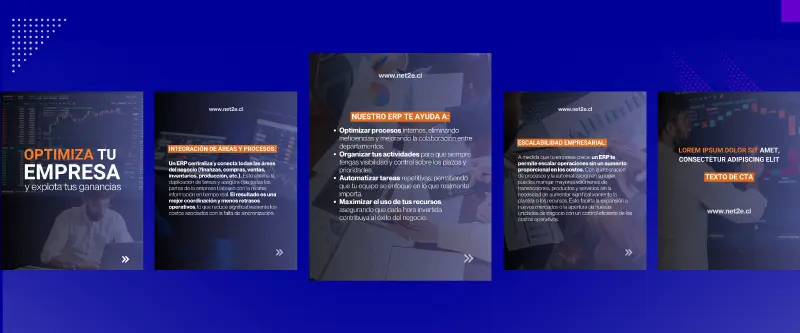 OPTIMIZA TU
EMPRESA
y explota tus ganancias
www.net2e.cl
INTEGRACIÓN DE ÁREAS Y PROCESOS:
Un ERP centraliza y conecta todas las áreas
del negocio (finanzas, compras, ventas,
inventarios, producción, etc.). Esto elimina la
duplicación de tareas y asegura que todas las
partes de la empresa trabajen con la misma
información en tiempo real. El resultado es una
mejor coordinación y menos retrasos
operativos, lo que reduce significativamente los
costos asociados con la falta de sincronización.
www.net2e.cl
NUESTRO ERP TE AYUDA A:
• Optimizar procesos internos, eliminando
ineficiencias y mejorando la colaboración entre
departamentos.
• Organizar tus actividades para que siempre
tengas visibilidad y control sobre los plazos y
prioridades.
• Automatizar tareas repetitivas, permitiendo
que tu equipo se enfoque en lo que realmente
importa.
• Maximizar el uso de tus recursos,
asegurando que cada hora invertida
contribuya al éxito del negocio.
www.net2e.cl
ESCALABILIDAD EMPRESARIAL:
A medida que tu empresa crece, un ERP te
permite escalar operaciones sin un aumento
proporcional en los costos. Con la integración
de procesos y la automatización en su lugar,
puedes manejar mayores volúmenes de
transacciones, productos y servicios sin la
necesidad de aumentar significativamente la
plantilla o los recursos. Esto facilita la expansión a
nuevos mercados o la apertura de nuevas
unidades de negocio con un control eficiente de los
costos operativos.
LOREM IPSUM DOLOR SIT AMET,
CONSECTETUR ADIPISCING ELIT
TEXTO DE CTA
www.net2e.cl